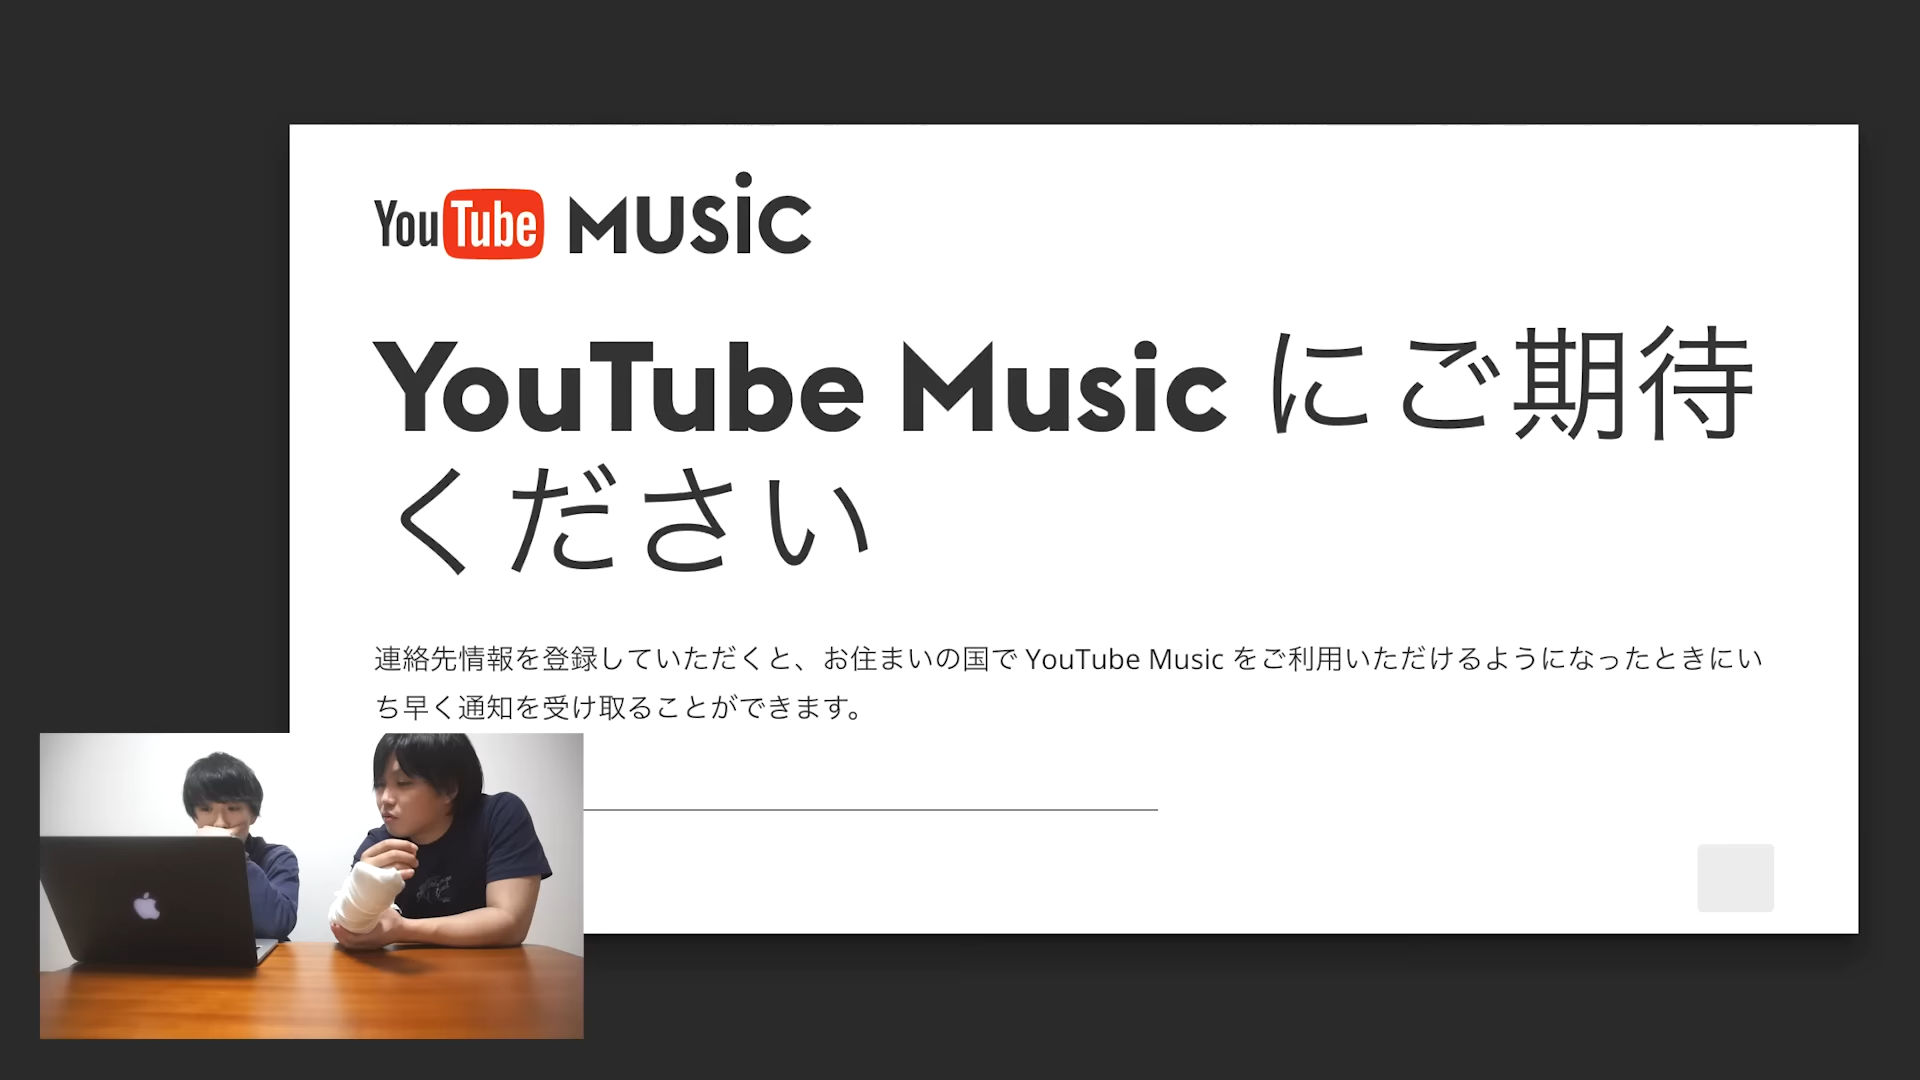 YouTube MUSiC
YouTube Music にご期待
ください
連絡先情報を登録していただくと、お住まいの国で YouTube Music をご利用いただけるようになったときにい
ち早く通知を受け取ることができます。